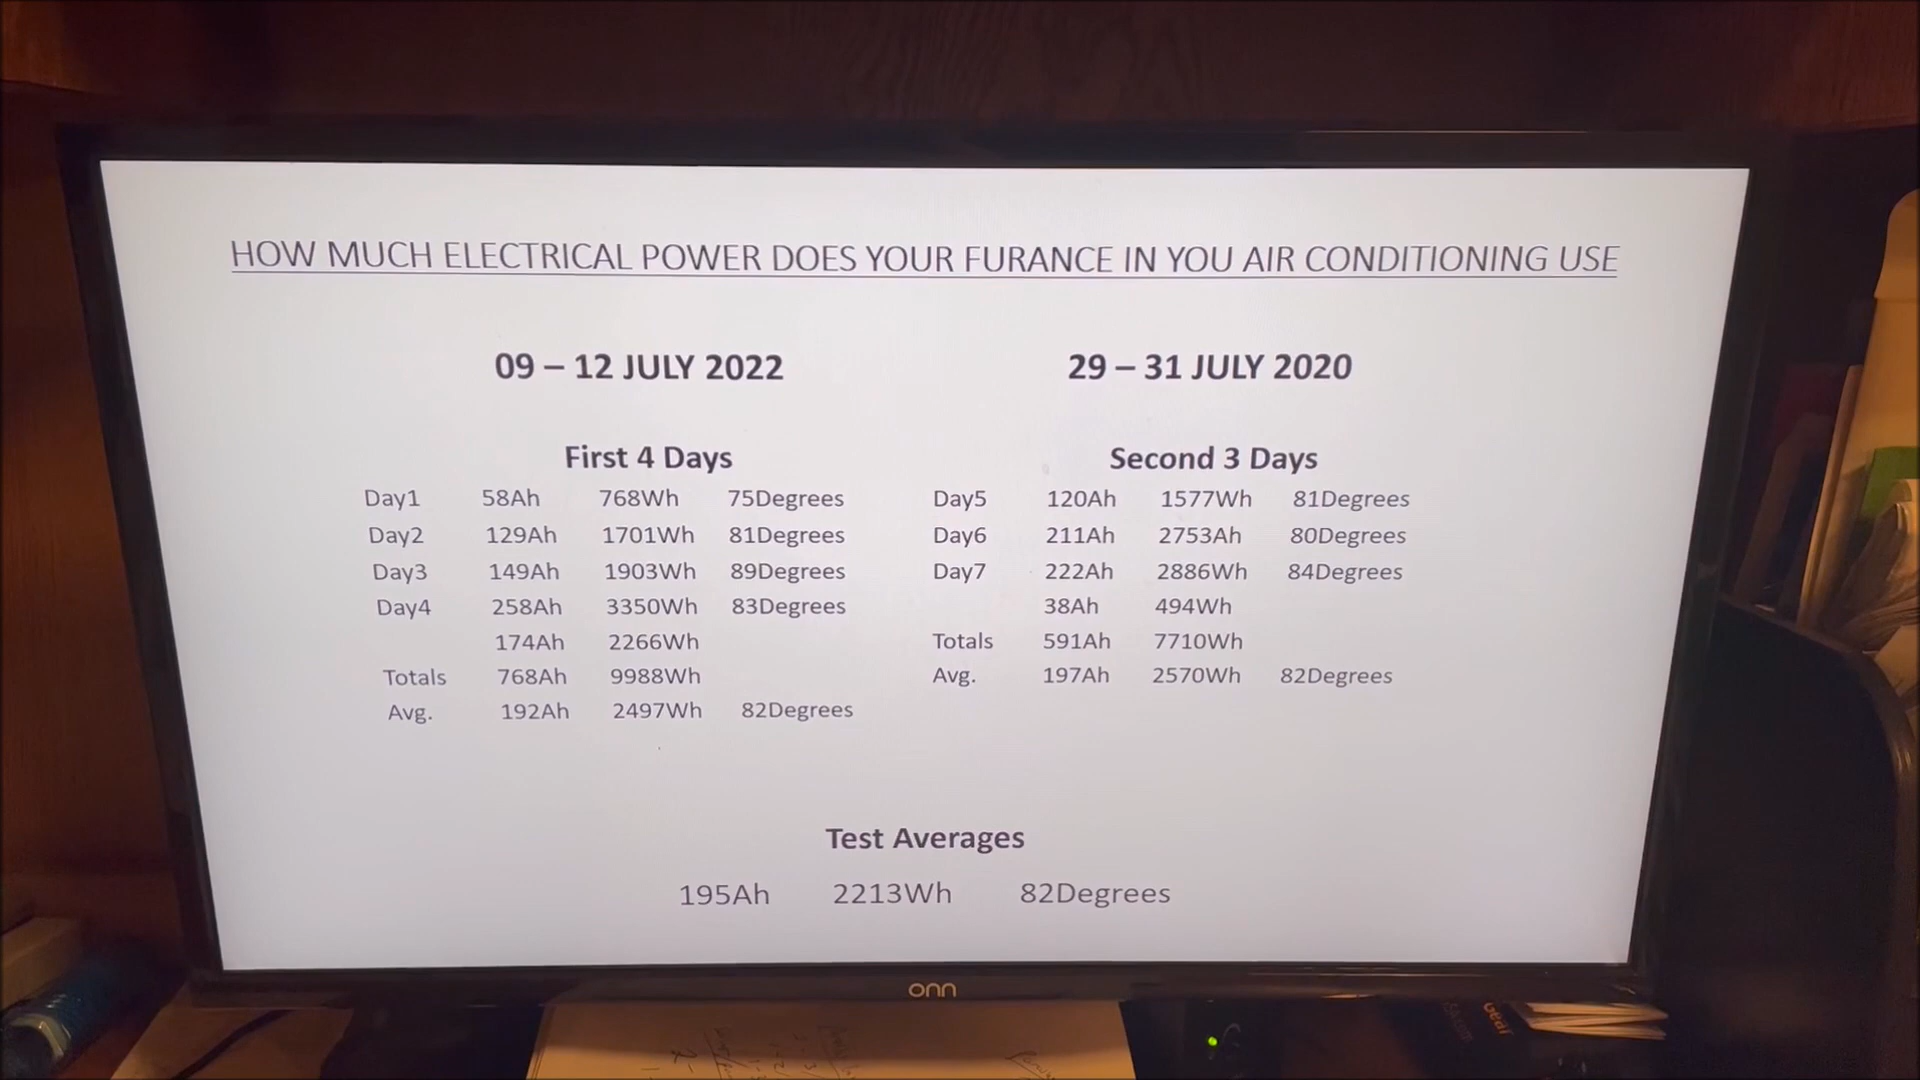 HOW MUCH ELECTRICAL POWER DOES YOUR FURANCE IN YOU AIR CONDITIONING USE
09 – 12 JULY 2022
29 – 31 JULY 2020
First 4 Days
Day1 58Ah 768Wh 75Degrees
Day2 129Ah 1701Wh 81Degrees
Day3 149Ah 1903Wh 89Degrees
Day4 258Ah 3350Wh 83Degrees
174Ah 2266Wh
Totals 768Ah 9988Wh
Avg. 192Ah 2497Wh 82Degrees
Second 3 Days
Day5 120Ah 1577Wh 81Degrees
Day6 211Ah 2753Ah 80Degrees
Day7 222Ah 2886Wh 84Degrees
38Ah 494Wh
Totals 591Ah 7710Wh
Avg. 197Ah 2570Wh 82Degrees
Test Averages
195Ah 2213Wh 82Degrees
onn